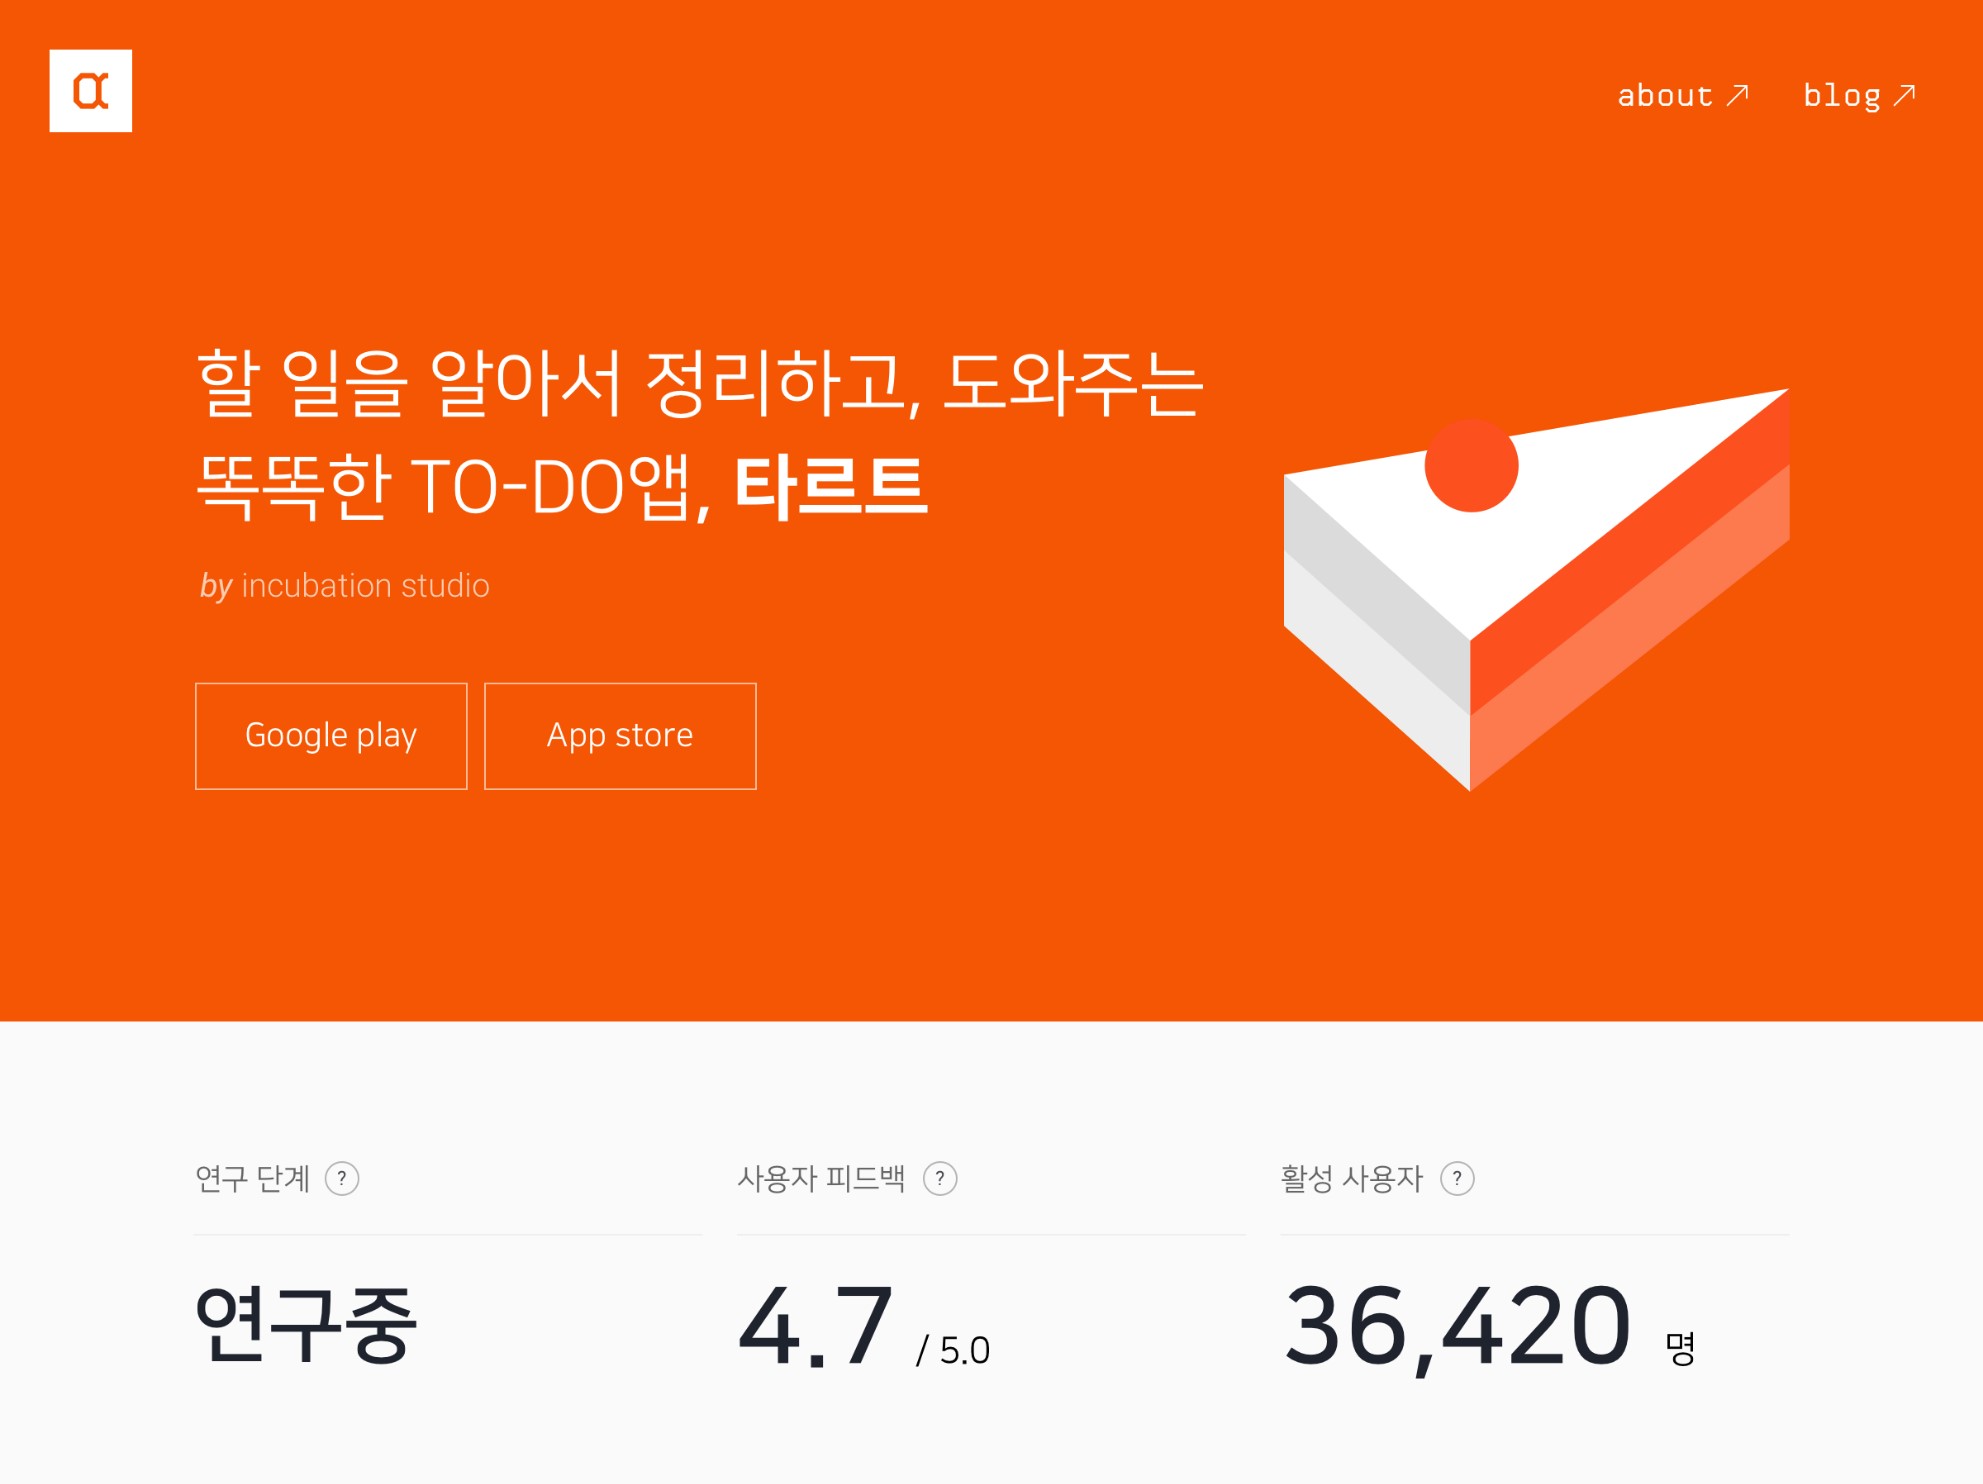 α
about ↗ blog ↗
할 일을 알아서 정리하고, 도와주는
똑똑한 TO-DO앱, 타르트
by incubation studio
Google play App store
연구 단계 ? 사용자 피드백 ? 활성 사용자 ?
연구중 4.7 / 5.0 36,420 명